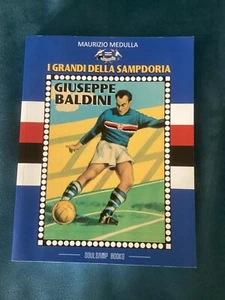 MAURIZIO MEDULLA
I GRANDI DELLA SAMPDORIA
GIUSEPPE
BALDINI
SOULSAMP BOOKS